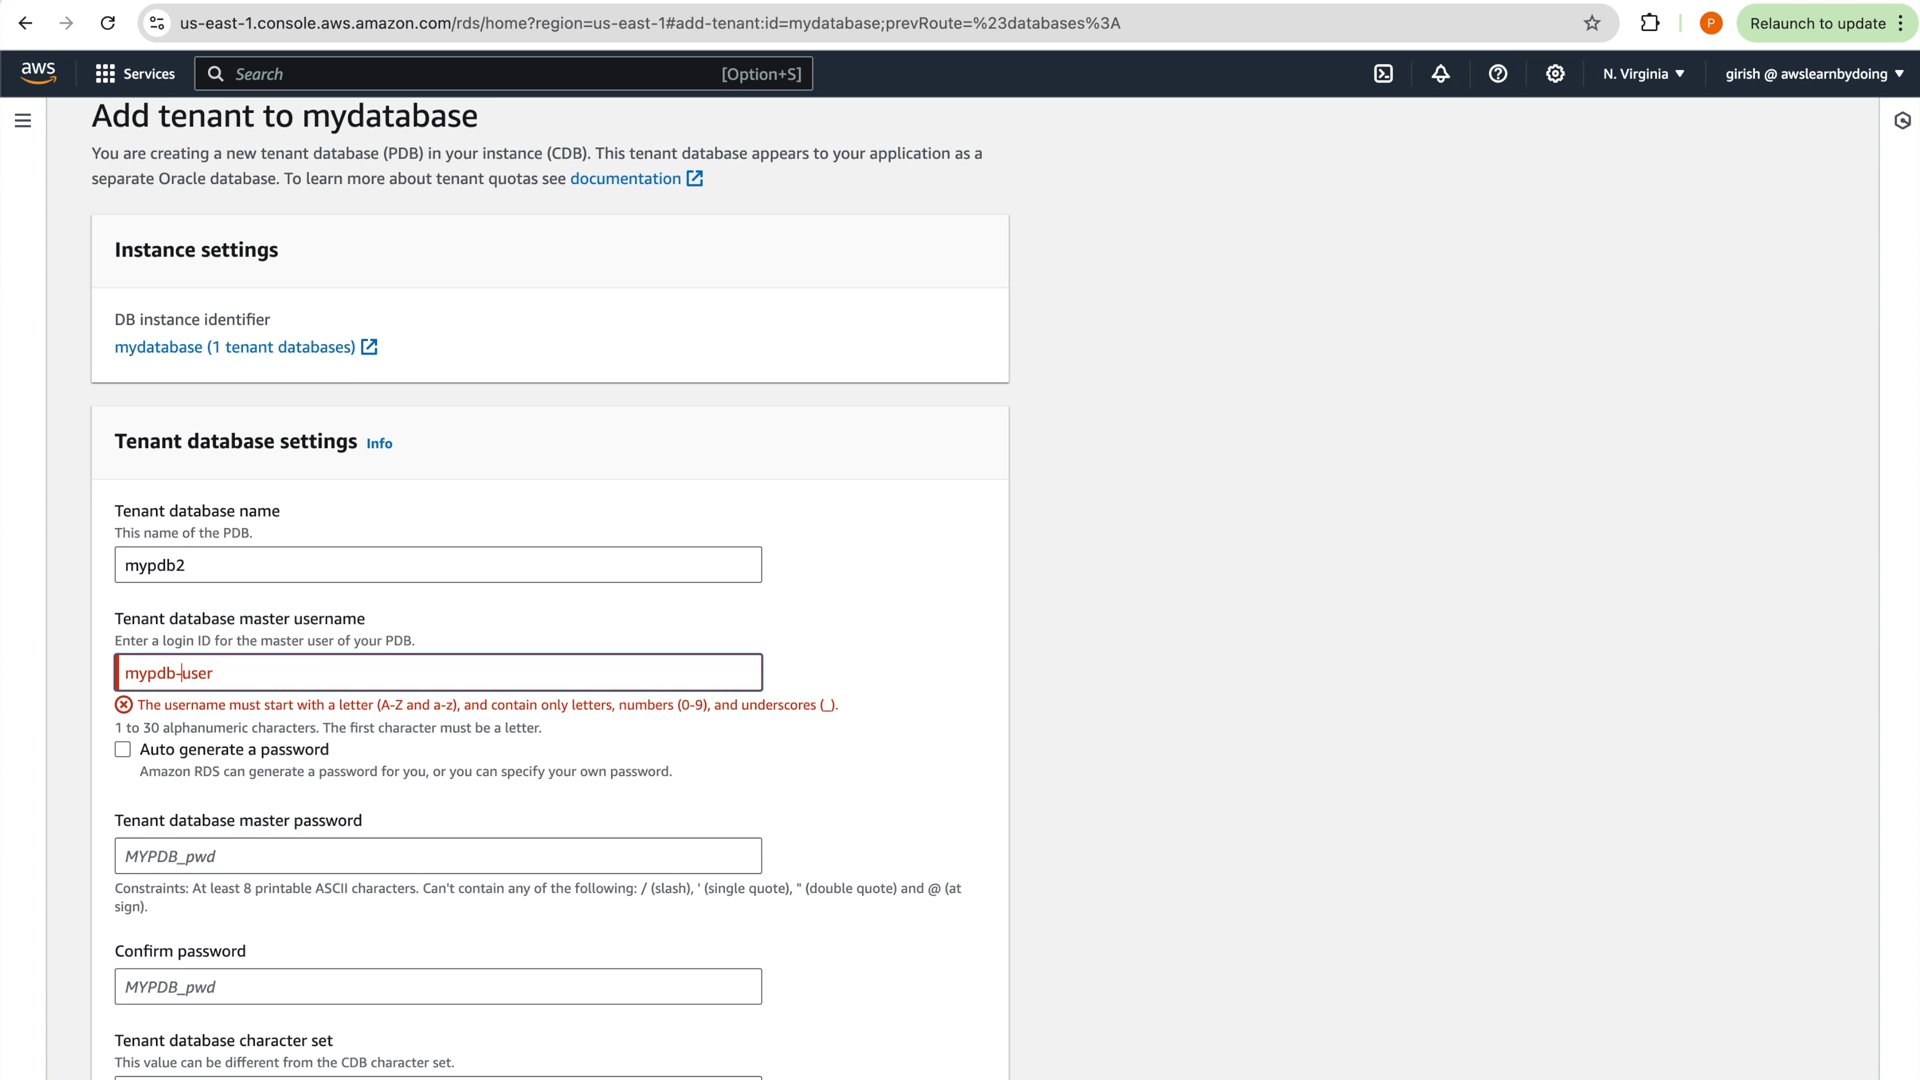 us-east-1.console.aws.amazon.com/rds/home?region=us-east-1#add-tenant:id=mydatabase;prevRoute=%23databases%3A
P
Relaunch to update
aws
Services
Search
[Option+S]
N. Virginia
girish @ awslearnbydoing
Add tenant to mydatabase
You are creating a new tenant database (PDB) in your instance (CDB). This tenant database appears to your application as a
separate Oracle database. To learn more about tenant quotas see documentation
Instance settings
DB instance identifier
mydatabase (1 tenant databases)
Tenant database settings Info
Tenant database name
This name of the PDB.
mypdb2
Tenant database master username
Enter a login ID for the master user of your PDB.
mypdb-user
The username must start with a letter (A-Z and a-z), and contain only letters, numbers (0-9), and underscores (_).
1 to 30 alphanumeric characters. The first character must be a letter.
Auto generate a password
Amazon RDS can generate a password for you, or you can specify your own password.
Tenant database master password
MYPDB_pwd
Constraints: At least 8 printable ASCII characters. Can't contain any of the following: / (slash), ' (single quote), " (double quote) and @ (at
sign).
Confirm password
MYPDB_pwd
Tenant database character set
This value can be different from the CDB character set.